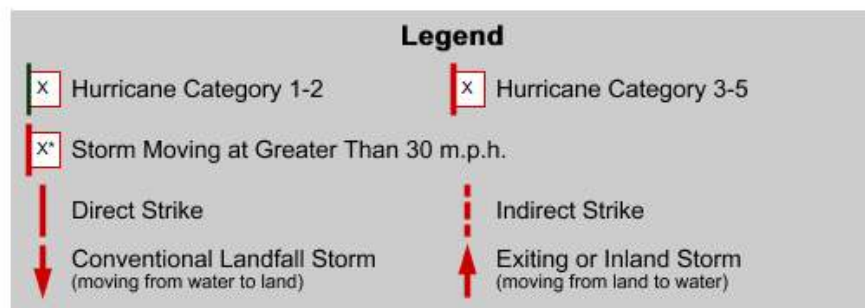 Legend
X Hurricane Category 1-2
X Hurricane Category 3-5
X* Storm Moving at Greater Than 30 m.p.h.
Direct Strike
Indirect Strike
Conventional Landfall Storm
(moving from water to land)
Exiting or Inland Storm
(moving from land to water)